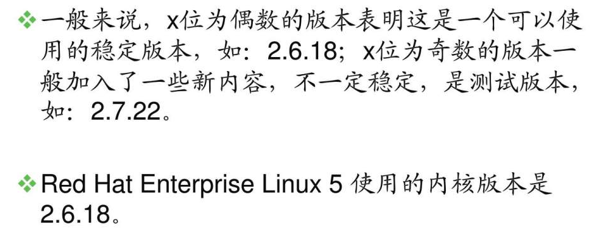 一般来说，x位为偶数的版本表明这是一个可以使
用的稳定版本，如：2.6.18；x位为奇数的版本一
般加入了一些新内容，不一定稳定，是测试版本，
如：2.7.22。
Red Hat Enterprise Linux 5 使用的内核版本是
2.6.18。